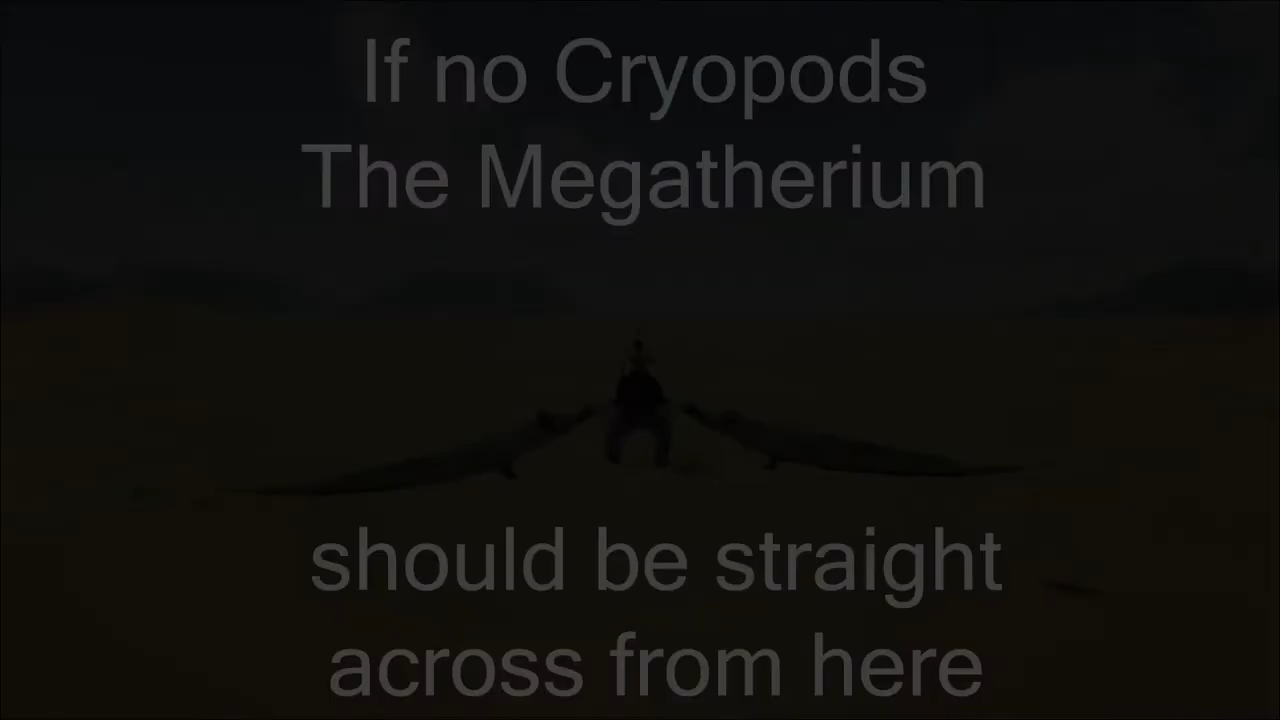 If no Cryopods
The Megatherium
should be straight
across from here